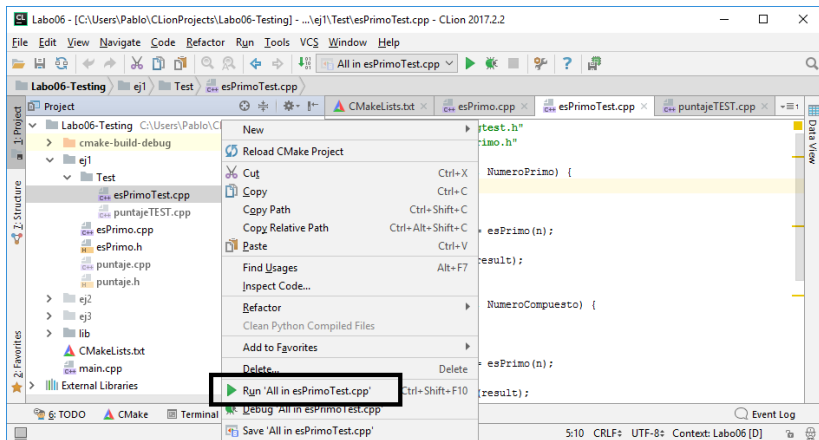 Labo06 - [C:\Users\Pablo\CLionProjects\Labo06-Testing] - ...\ej1\Test\esPrimoTest.cpp - CLion 2017.2.2
File Edit View Navigate Code Refactor Run Tools VCS Window Help
All in esPrimoTest.cpp
Labo06-Testing ej1 Test esPrimoTest.cpp
1: Project
7: Structure
2: Favorites
Project
CMakeLists.txt esPrimo.cpp esPrimoTest.cpp puntajeTEST.cpp
Data View
Labo06-Testing C:\Users\Pablo\Cl
cmake-build-debug
ej1
Test
esPrimoTest.cpp
puntajeTEST.cpp
esPrimo.cpp
esPrimo.h
puntaje.cpp
puntaje.h
ej2
ej3
lib
CMakeLists.txt
main.cpp
External Libraries
New
Reload CMake Project
Cut Ctrl+X
Copy Ctrl+C
Copy Path Ctrl+Shift+C
Copy Relative Path Ctrl+Alt+Shift+C
Paste Ctrl+V
Find Usages Alt+F7
Inspect Code...
Refactor
Clean Python Compiled Files
Add to Favorites
Delete... Delete
Run 'All in esPrimoTest.cpp' Ctrl+Shift+F10
Debug 'All in esPrimoTest.cpp'
Save 'All in esPrimoTest.cpp'
gtest.h"
rimo.h"
NumeroPrimo) {
= esPrimo(n);
result);
NumeroCompuesto) {
= esPrimo(n);
(result);
6: TODO CMake Terminal Event Log
5:10 CRLF÷ UTF-8÷ Context: Labo06 [D]